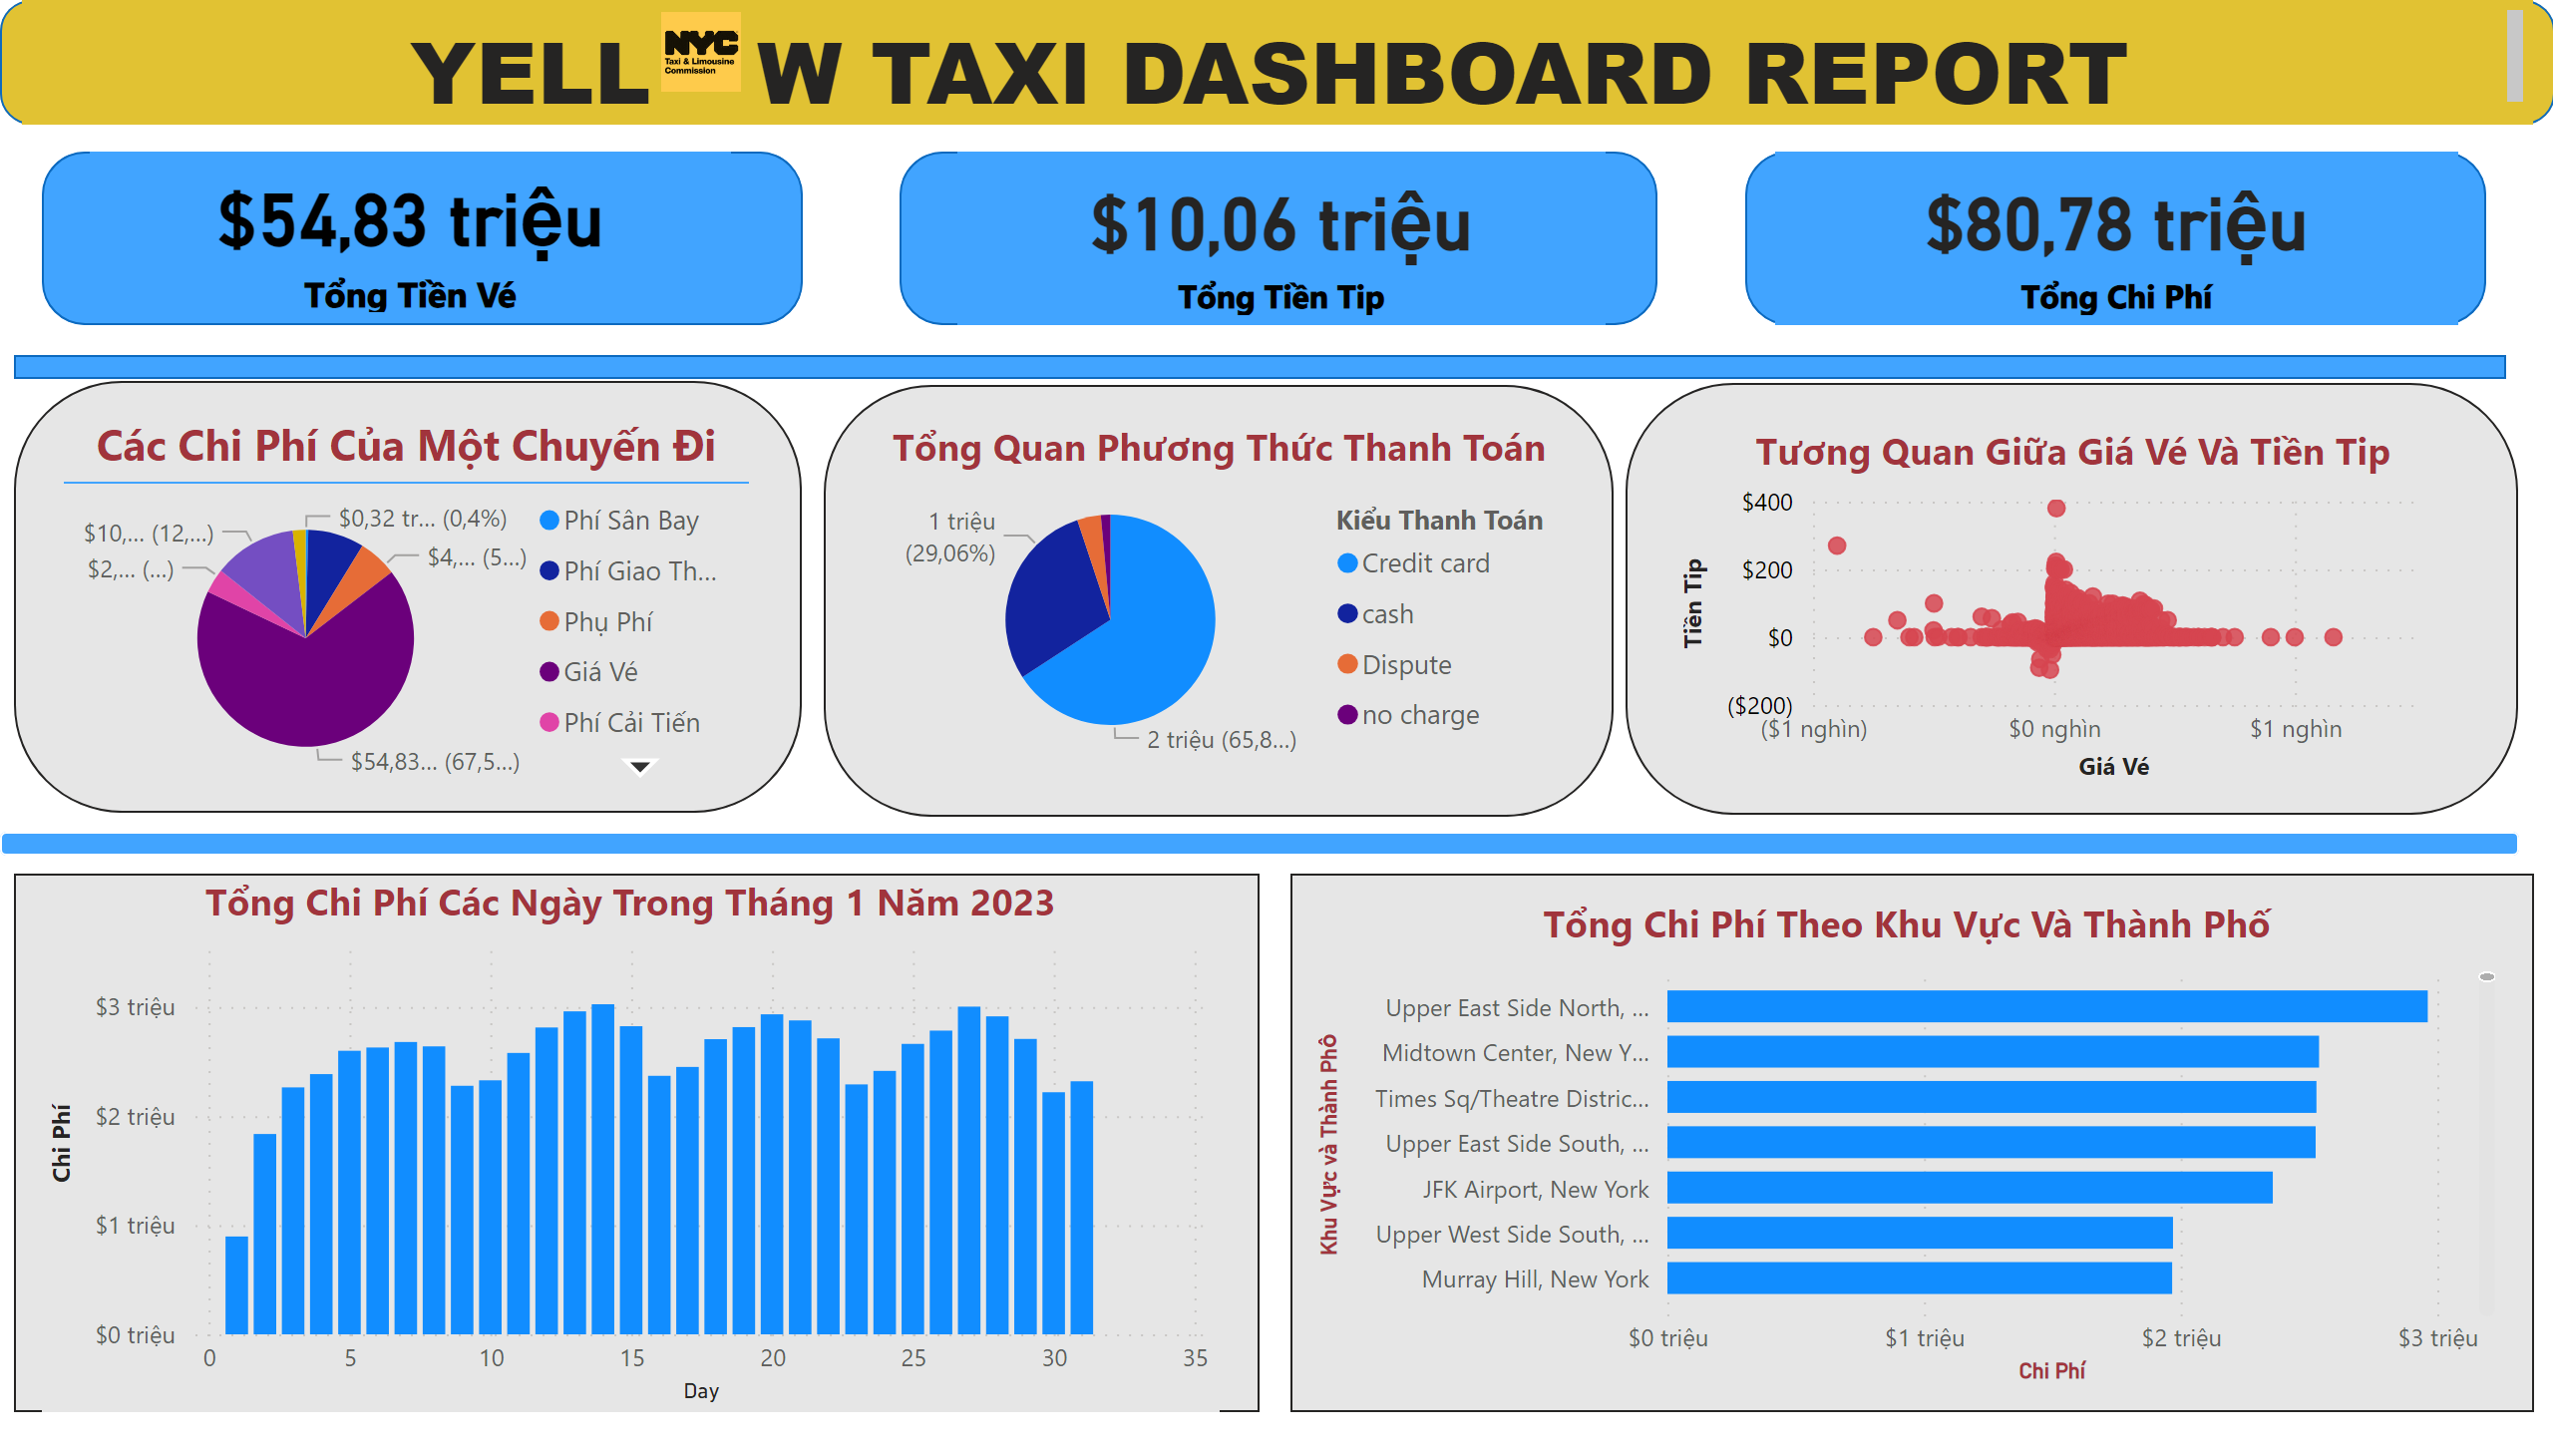 YELL W TAXI DASHBOARD REPORT
NYC
Taxi & Limousine
Commission
$54,83 triệu
Tổng Tiền Vé
$10,06 triệu
Tổng Tiền Tip
$80,78 triệu
Tổng Chi Phí
Các Chi Phí Của Một Chuyến Đi
$0,32 tr... (0,4%)
$10,... (12,...)
$4,... (5...)
$2,... (...)
$54,83... (67,5...)
Phí Sân Bay
Phí Giao Th...
Phụ Phí
Giá Vé
Phí Cải Tiến
Tổng Quan Phương Thức Thanh Toán
1 triệu
(29,06%)
2 triệu (65,8...)
Kiểu Thanh Toán
Credit card
cash
Dispute
no charge
Tương Quan Giữa Giá Vé Và Tiền Tip
Tiền Tip
$400
$200
$0
($200)
($1 nghìn)
$0 nghìn
$1 nghìn
Giá Vé
Tổng Chi Phí Các Ngày Trong Tháng 1 Năm 2023
Chi Phí
$3 triệu
$2 triệu
$1 triệu
$0 triệu
0
5
10
15
20
25
30
35
Day
Tổng Chi Phí Theo Khu Vực Và Thành Phố
Khu Vực và Thành Phố
Upper East Side North, ...
Midtown Center, New Y...
Times Sq/Theatre Distric...
Upper East Side South, ...
JFK Airport, New York
Upper West Side South, ...
Murray Hill, New York
$0 triệu
$1 triệu
$2 triệu
$3 triệu
Chi Phí